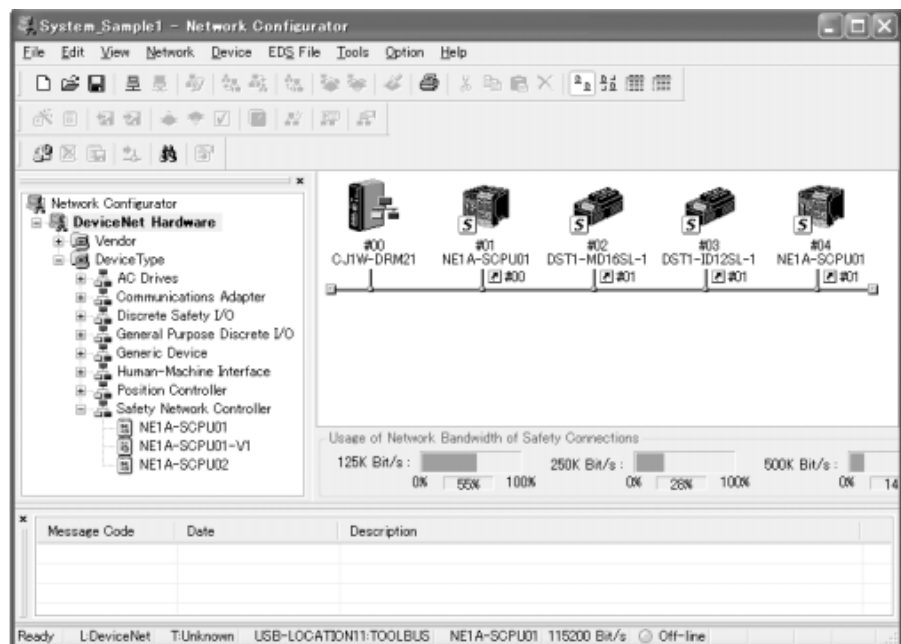 System_Sample1 - Network Configurator
File Edit View Network Device EDS File Tools Option Help
Network Configurator
DeviceNet Hardware
Vendor
DeviceType
AC Drives
Communications Adapter
Discrete Safety I/O
General Purpose Discrete I/O
Generic Device
Human-Machine Interface
Position Controller
Safety Network Controller
NE1A-SCPU01
NE1A-SCPU01-V1
NE1A-SCPU02
#00 #01 #02 #03 #04
CJ1W-DRM21 NE1A-SCPU01 DST1-MD16SL-1 DST1-ID12SL-1 NE1A-SCPU01
#00 #01 #01 #01
Usage of Network Bandwidth of Safety Connections
125K Bit/s : 250K Bit/s : 500K Bit/s :
0% 55% 100% 0% 28% 100% 0% 14
Message Code Date Description
Ready L:DeviceNet T:Unknown USB-LOCATION11:TOOLBUS NE1A-SCPU01 115200 Bit/s Off-line